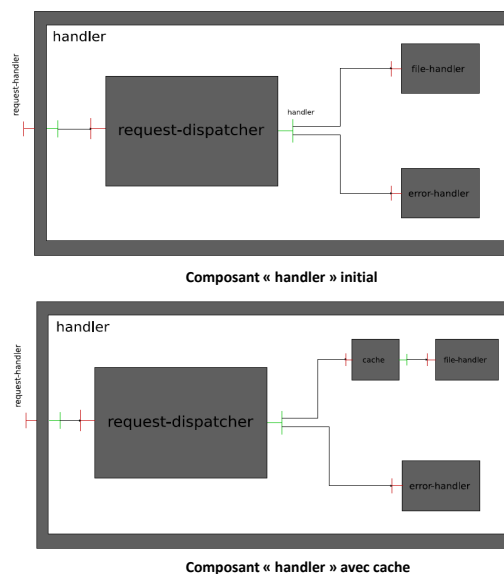 handler
request-handler
request-dispatcher
handler
file-handler
error-handler
Composant « handler » initial
handler
request-handler
request-dispatcher
cache
file-handler
error-handler
Composant « handler » avec cache